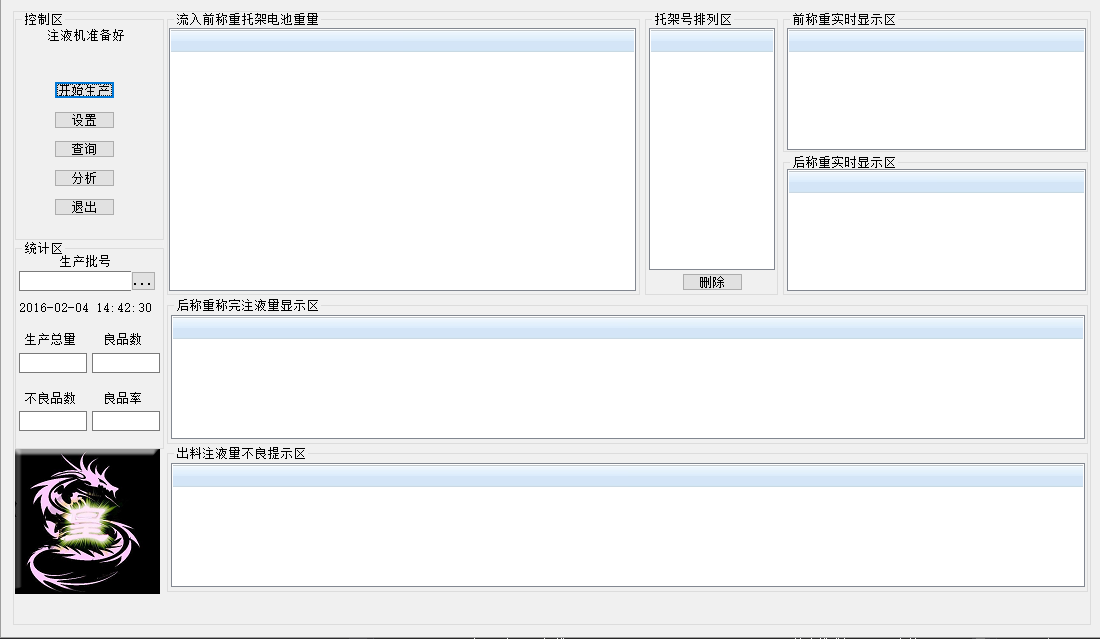 控制区
注液机准备好
开始生产
设置
查询
分析
退出
统计区
生产批号
...
2016-02-04 14:42:30
生产总量 良品数
不良品数 良品率
流入前称重托架电池重量
托架号排列区
删除
前称重实时显示区
后称重实时显示区
后称重称完注液量显示区
出料注液量不良提示区